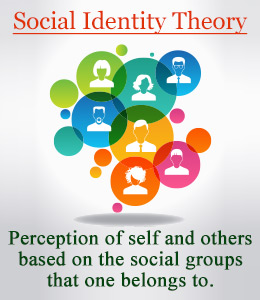 Social Identity Theory
Perception of self and others
based on the social groups
that one belongs to.